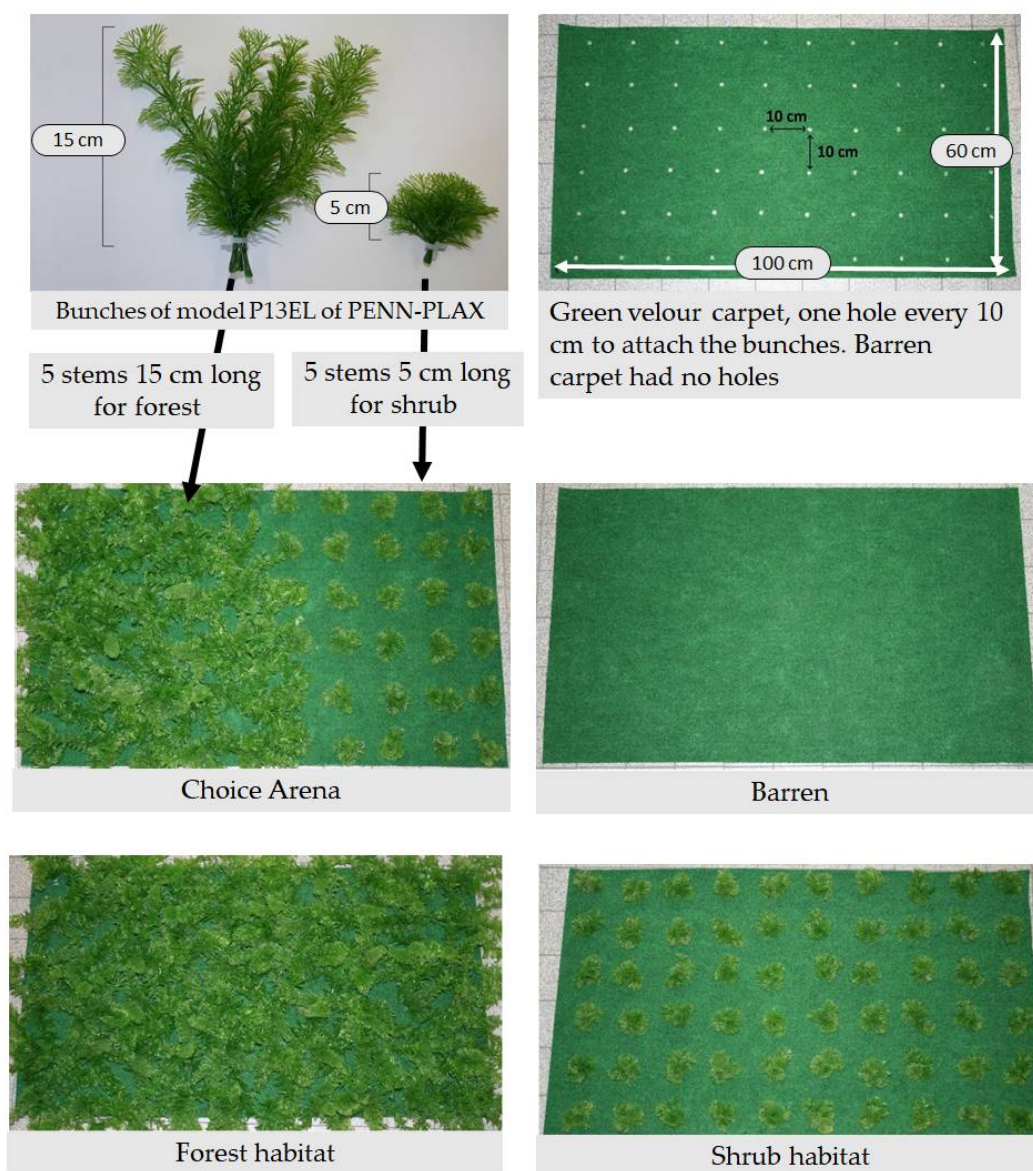 15 cm
5 cm
Bunches of model P13EL of PENN-PLAX
10 cm
10 cm
60 cm
100 cm
Green velour carpet, one hole every 10
cm to attach the bunches. Barren
carpet had no holes
5 stems 15 cm long
for forest
5 stems 5 cm long
for shrub
Choice Arena
Barren
Forest habitat
Shrub habitat